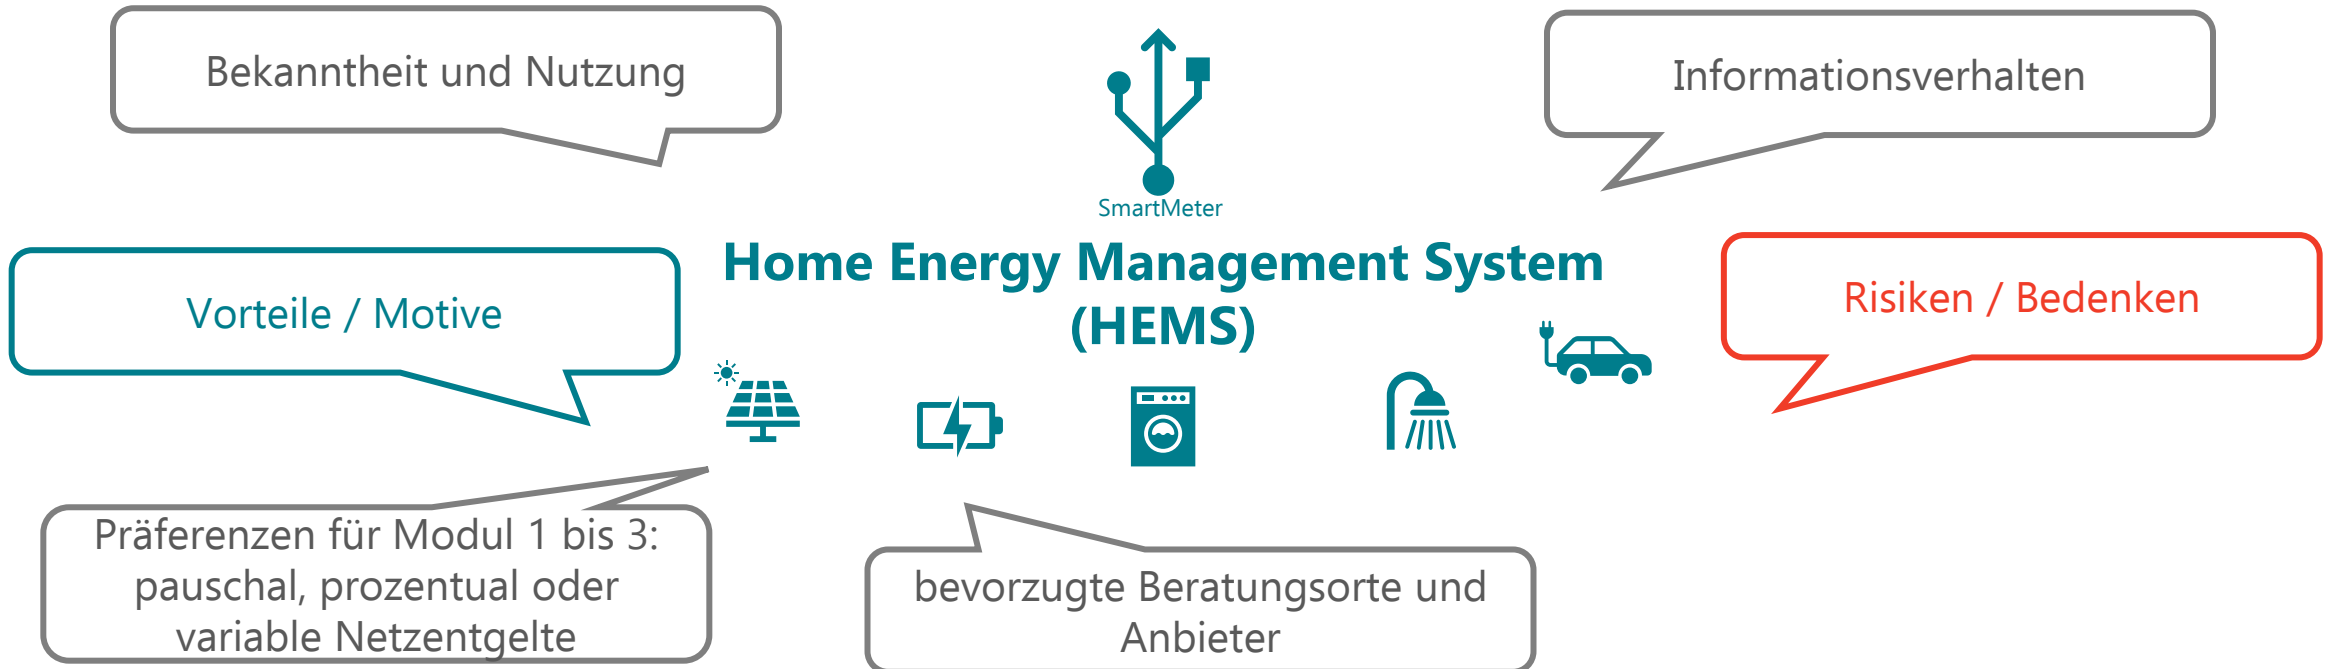 Bekanntheit und Nutzung
Informationsverhalten
SmartMeter
Home Energy Management System
(HEMS)
Vorteile / Motive
Risiken / Bedenken
Präferenzen für Modul 1 bis 3:
pauschal, prozentual oder
variable Netzentgelte
bevorzugte Beratungsorte und
Anbieter